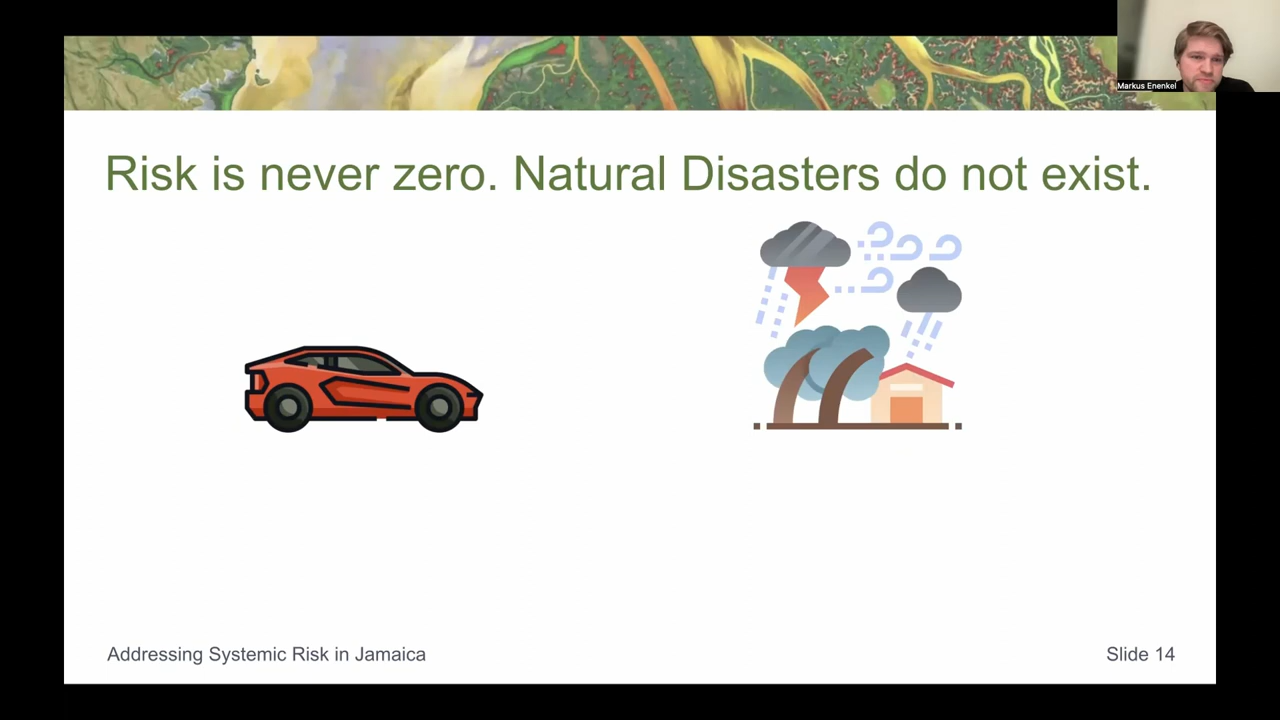 Markus Enenkel
Risk is never zero. Natural Disasters do not exist.
Addressing Systemic Risk in Jamaica
Slide 14